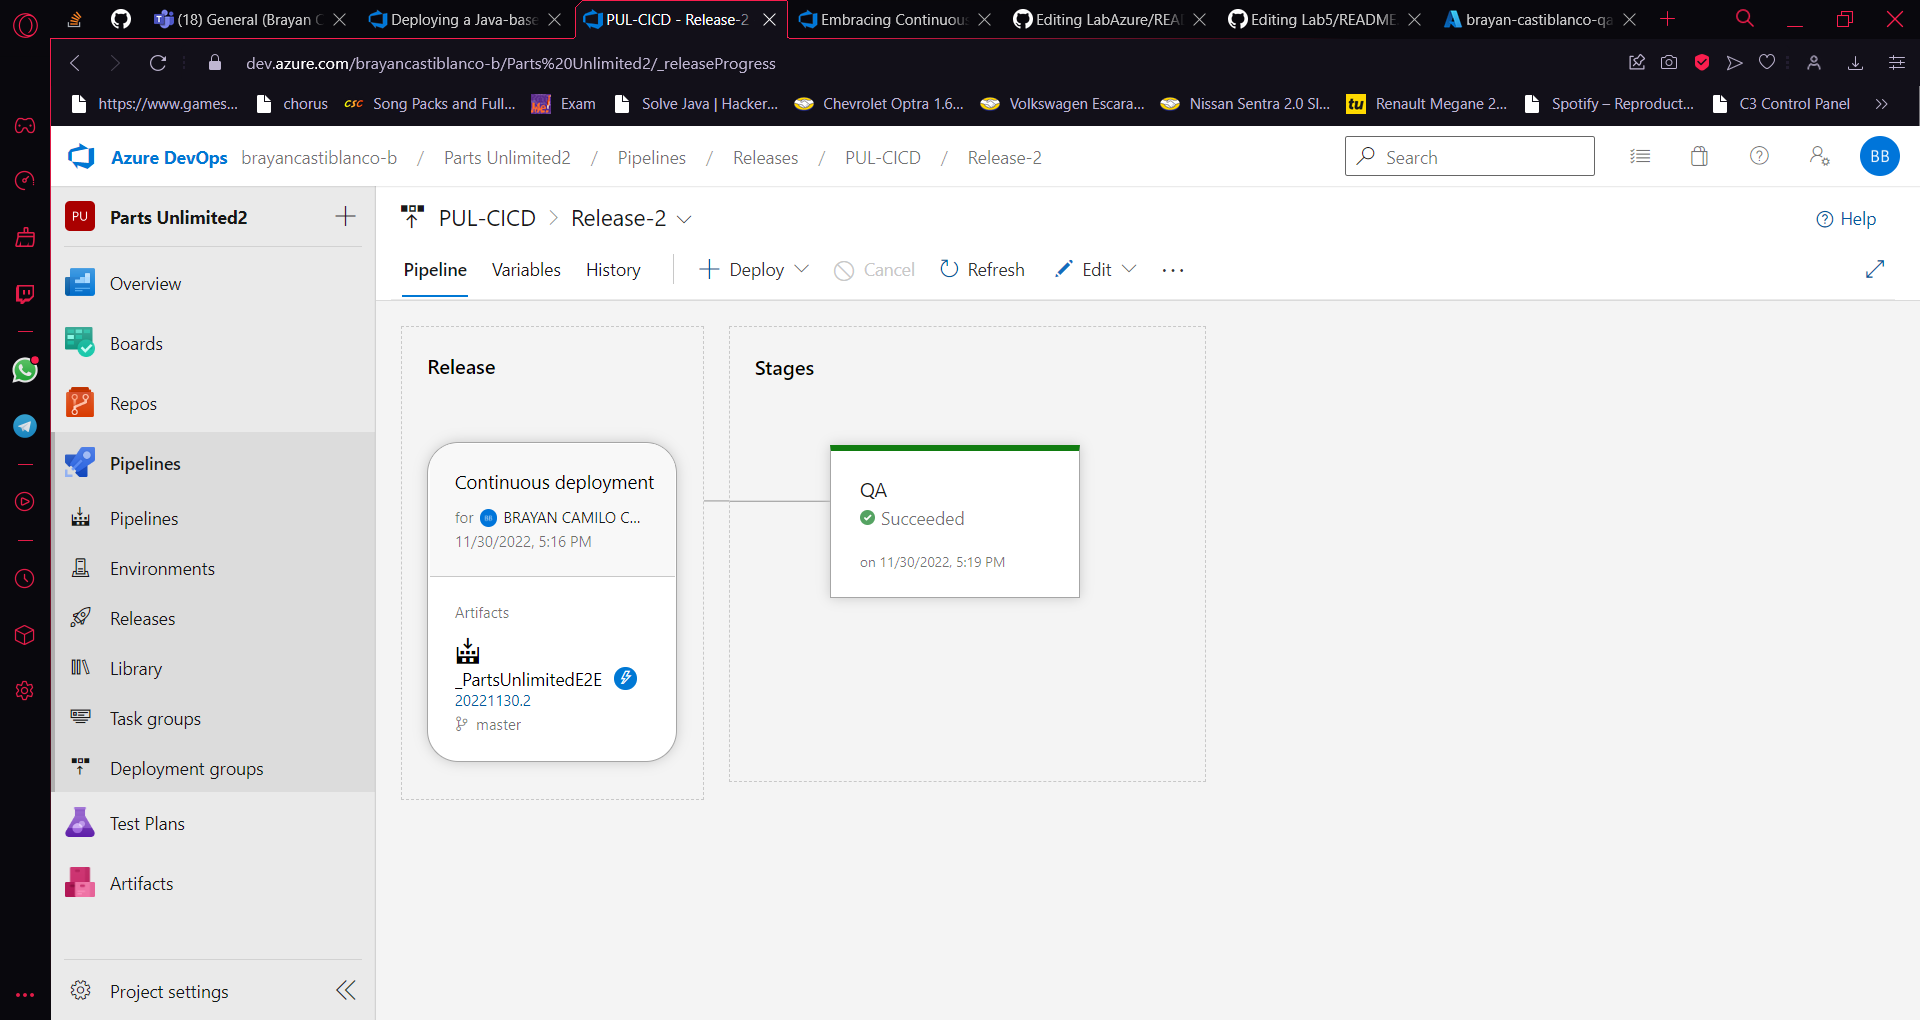 (18) General (Brayan C
Deploying a Java-base
PUL-CICD - Release-2
Embracing Continuous
Editing LabAzure/REA
Editing Lab5/README
brayan-castiblanco-qa
dev.azure.com/brayancastiblanco-b/Parts%20Unlimited2/_releaseProgress
https://www.games...
chorus
CSC
Song Packs and Full...
Exam
Solve Java | Hacker...
Chevrolet Optra 1.6...
Volkswagen Escara...
Nissan Sentra 2.0 Sl...
tu
Renault Megane 2...
Spotify – Reproduct...
C3 Control Panel
Azure DevOps
brayancastiblanco-b / Parts Unlimited2 / Pipelines / Releases / PUL-CICD / Release-2
Search
BB
PU
Parts Unlimited2
Overview
Boards
Repos
Pipelines
Pipelines
Environments
Releases
Library
Task groups
Deployment groups
Test Plans
Artifacts
Project settings
PUL-CICD > Release-2
Help
Pipeline
Variables
History
Deploy
Cancel
Refresh
Edit
Release
Continuous deployment
for BB BRAYAN CAMILO C...
11/30/2022, 5:16 PM
Artifacts
_PartsUnlimitedE2E
20221130.2
master
Stages
QA
Succeeded
on 11/30/2022, 5:19 PM